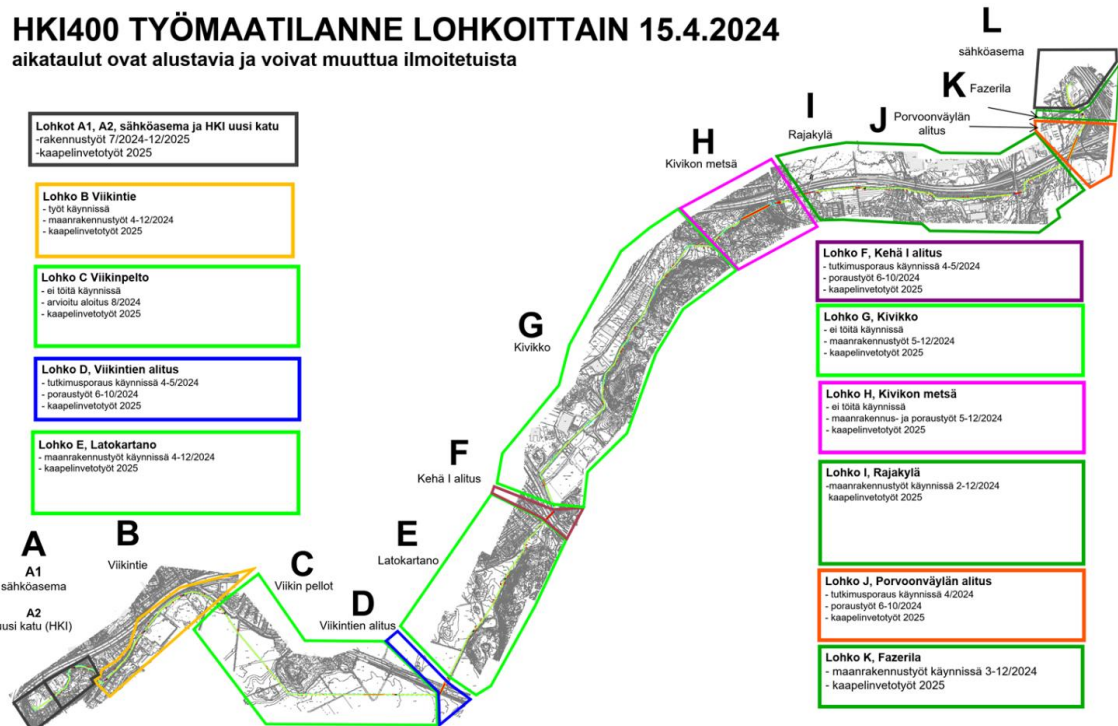 HKI400 TYÖMAATILANNE LOHKOITTAIN 15.4.2024
aikataulut ovat alustavia ja voivat muuttua ilmoitetuista
Lohkot A1, A2, sähköasema ja HKI uusi katu
-rakennustyöt 7/2024-12/2025
-kaapelinvetotyöt 2025
Lohko B Viikintie
- työt käynnissä
- maanrakennustyöt 4-12/2024
- kaapelinvetotyöt 2025
Lohko C Viikinpelto
- ei töitä käynnissä
- arvioitu aloitus 8/2024
- kaapelinvetotyöt 2025
Lohko D, Viikintien alitus
- tutkimusporaus käynnissä 4-5/2024
- poraustyöt 6-10/2024
- kaapelinvetotyöt 2025
Lohko E, Latokartano
- maanrakennustyöt käynnissä 4-12/2024
- kaapelinvetotyöt 2025
A
A1
sähköasema
A2
uusi katu (HKI)
B
Viikintie
C
Viikin pellot
D
Viikintien alitus
E
Latokartano
F
Kehä I alitus
G
Kivikko
H
Kivikon metsä
I
Rajakylä
J
Porvoonväylän
alitus
K
Fazerila
L
sähköasema
Lohko F, Kehä I alitus
- tutkimusporaus käynnissä 4-5/2024
- poraustyöt 6-10/2024
- kaapelinvetotyöt 2025
Lohko G, Kivikko
- ei töitä käynnissä
- maanrakennustyöt 5-12/2024
- kaapelinvetotyöt 2025
Lohko H, Kivikon metsä
- ei töitä käynnissä
- maanrakennus- ja poraustyöt 5-12/2024
- kaapelinvetotyöt 2025
Lohko I, Rajakylä
-maanrakennustyöt käynnissä 2-12/2024
kaapelinvetotyöt 2025
Lohko J, Porvoonväylän alitus
- tutkimusporaus käynnissä 4/2024
- poraustyöt 6-10/2024
- kaapelinvetotyöt 2025
Lohko K, Fazerila
- maanrakennustyöt käynnissä 3-12/2024
- kaapelinvetotyöt 2025